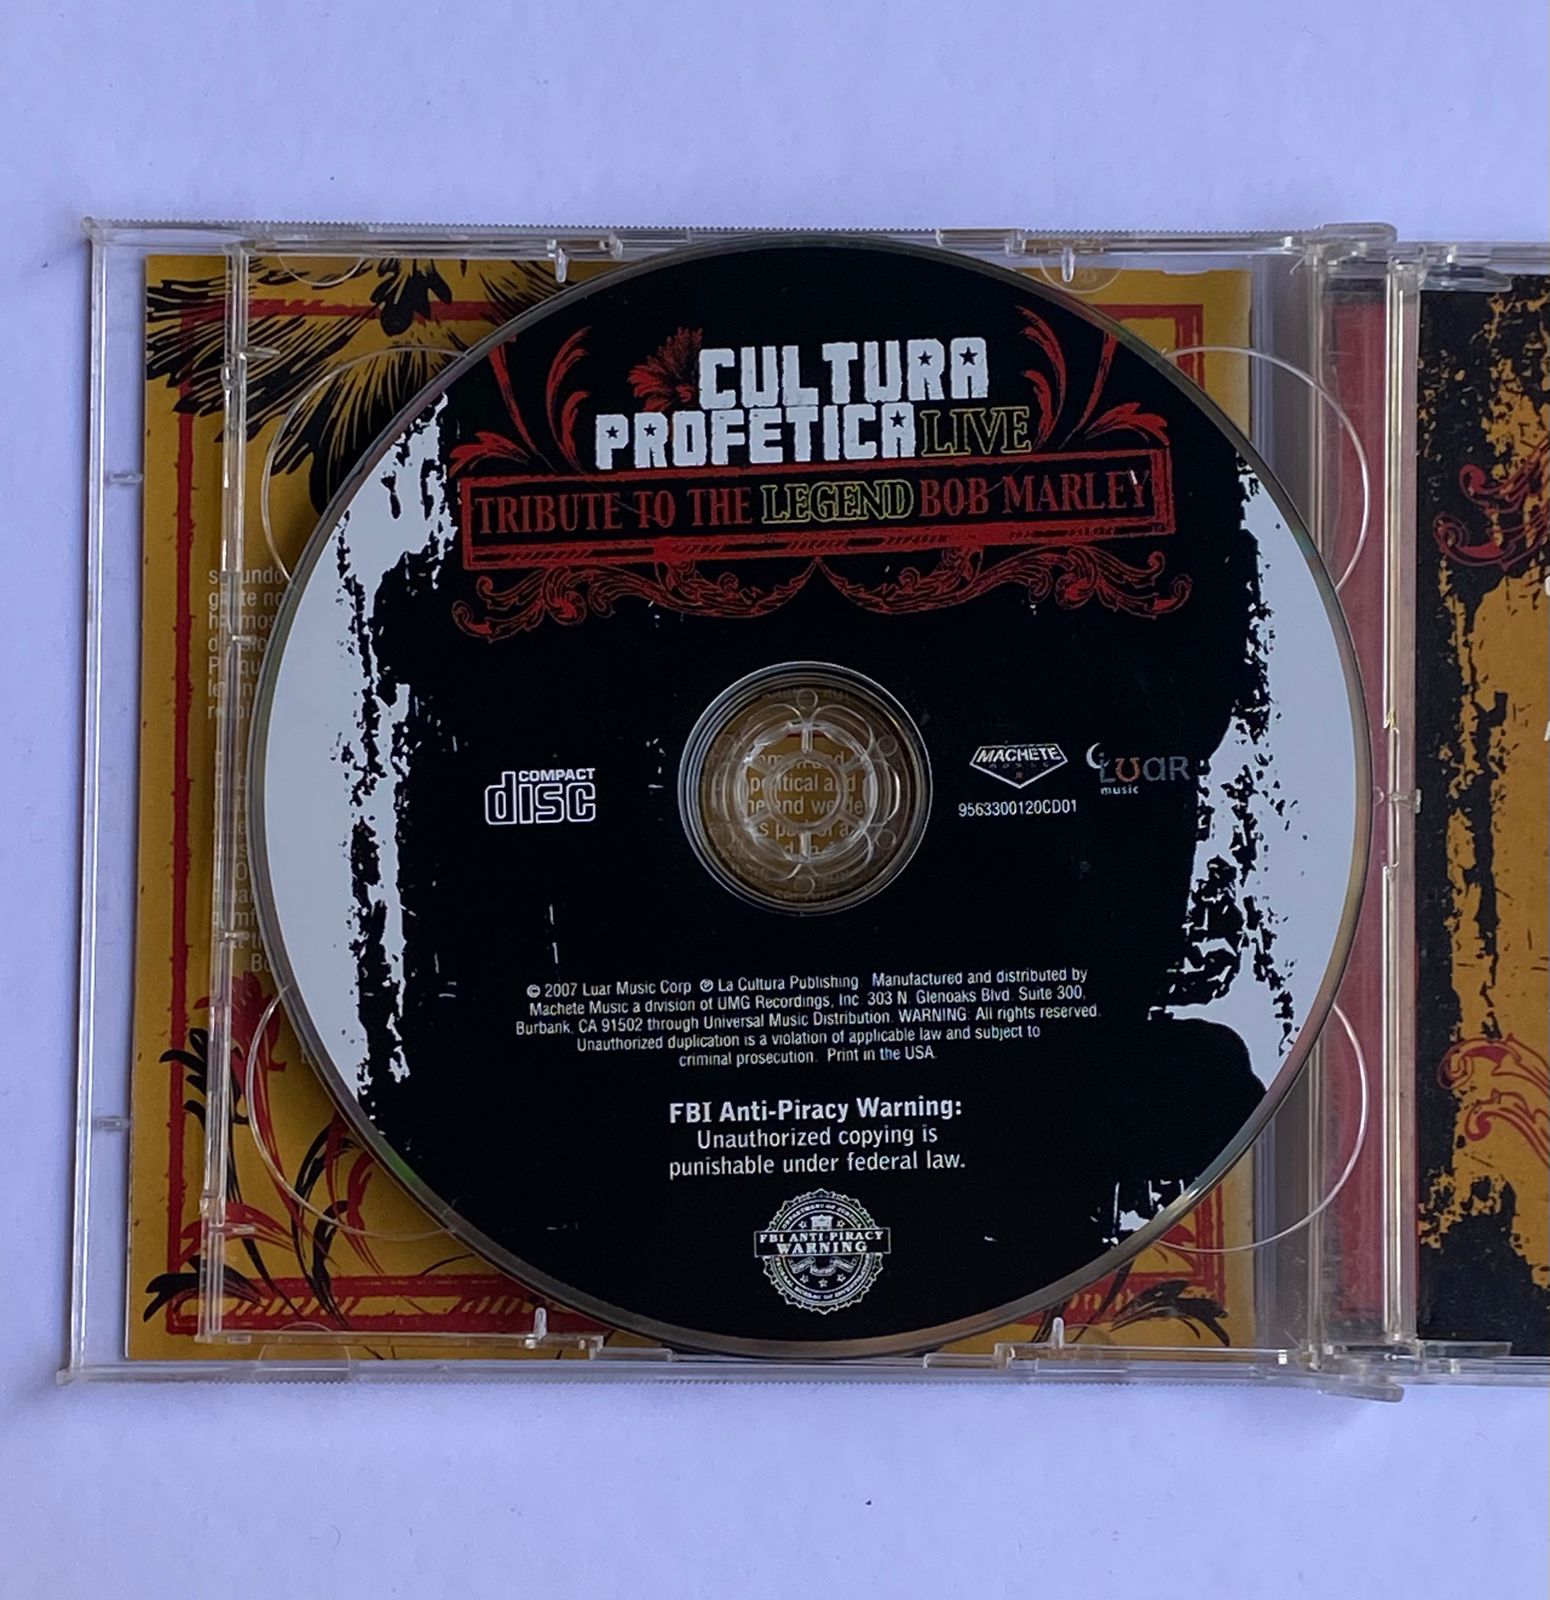 CULTURA
PROFETICA LIVE
TRIBUTE TO THE LEGEND BOB MARLEY
COMPACT
disc
MACHETE
MUSIC
LUAR
music
9563300120CD01
© 2007 Luar Music Corp ℗ La Cultura Publishing Manufactured and distributed by
Machete Music a division of UMG Recordings, Inc 303 N. Glenoaks Blvd. Suite 300,
Burbank, CA 91502 through Universal Music Distribution. WARNING: All rights reserved.
Unauthorized duplication is a violation of applicable law and subject to
criminal prosecution. Print in the USA.
FBI Anti-Piracy Warning:
Unauthorized copying is
punishable under federal law.
DEPARTMENT OF JUSTICE
FBI ANTI-PIRACY
WARNING